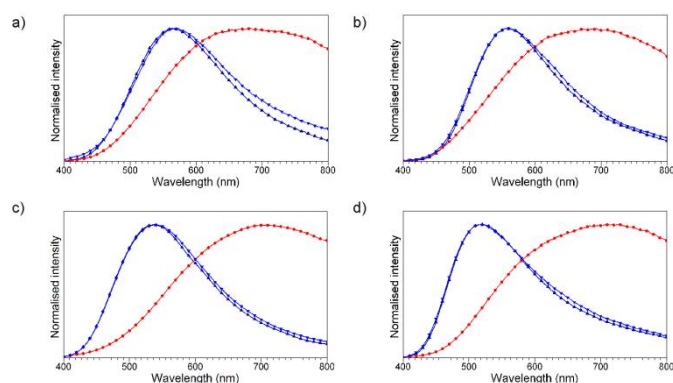 a)
Normalised intensity
400 500 600 700 800
Wavelength (nm)
b)
Normalised intensity
400 500 600 700 800
Wavelength (nm)
c)
Normalised intensity
400 500 600 700 800
Wavelength (nm)
d)
Normalised intensity
400 500 600 700 800
Wavelength (nm)